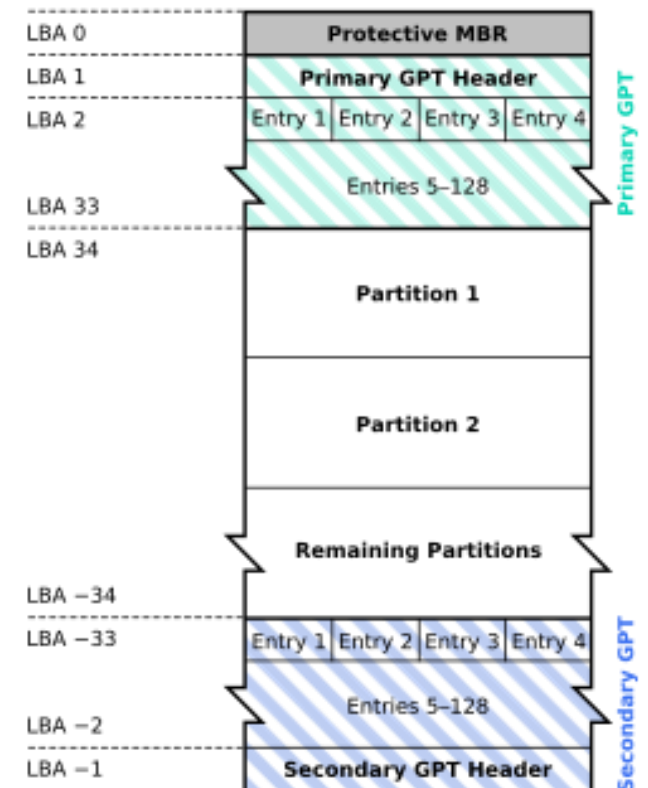 LBA 0
Protective MBR
LBA 1
Primary GPT Header
LBA 2
Entry 1 Entry 2 Entry 3 Entry 4
Entries 5–128
LBA 33
Primary GPT
LBA 34
Partition 1
Partition 2
Remaining Partitions
LBA −34
LBA −33
Entry 1 Entry 2 Entry 3 Entry 4
Entries 5–128
LBA −2
LBA −1
Secondary GPT Header
Secondary GPT